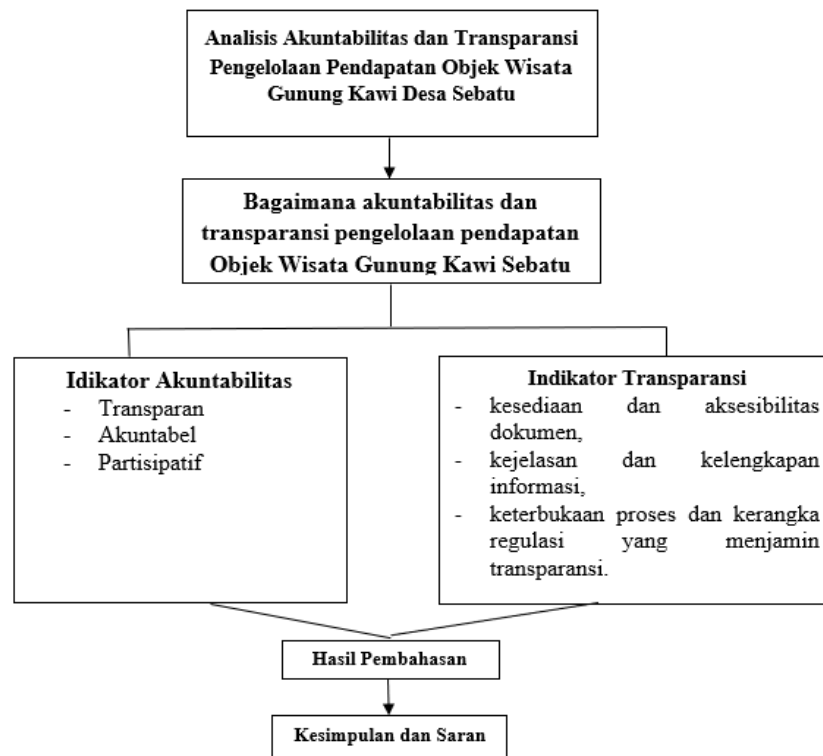 Analisis Akuntabilitas dan Transparansi
Pengelolaan Pendapatan Objek Wisata
Gunung Kawi Desa Sebatu
Bagaimana akuntabilitas dan
transparansi pengelolaan pendapatan
Objek Wisata Gunung Kawi Sebatu
Idikator Akuntabilitas
- Transparan
- Akuntabel
- Partisipatif
Indikator Transparansi
- kesediaan dan aksesibilitas
dokumen,
- kejelasan dan kelengkapan
informasi,
- keterbukaan proses dan kerangka
regulasi yang menjamin
transparansi.
Hasil Pembahasan
Kesimpulan dan Saran